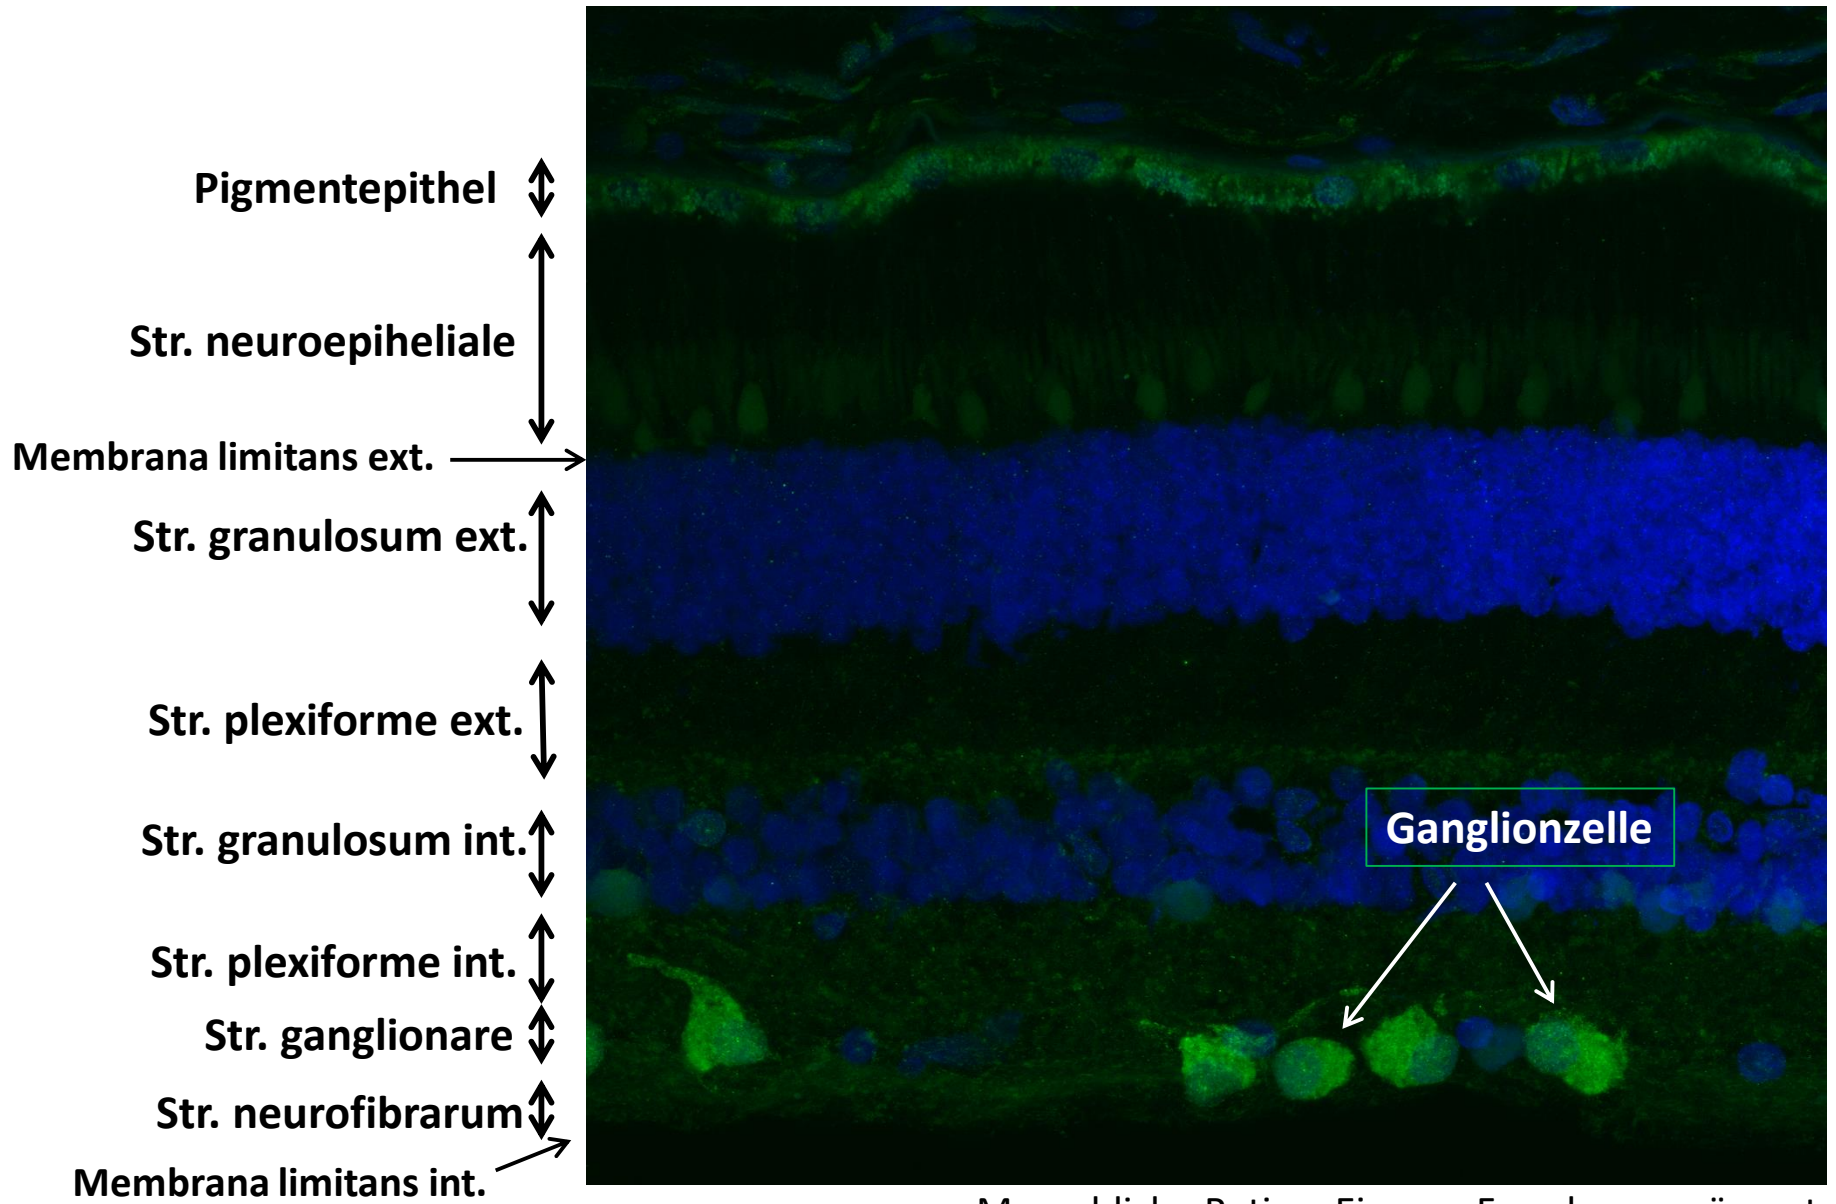 Pigmentepithel
Str. neuroepiheliale
Membrana limitans ext.
Str. granulosum ext.
Str. plexiforme ext.
Str. granulosum int.
Ganglionzelle
Str. plexiforme int.
Str. ganglionare
Str. neurofibrarum
Membrana limitans int.